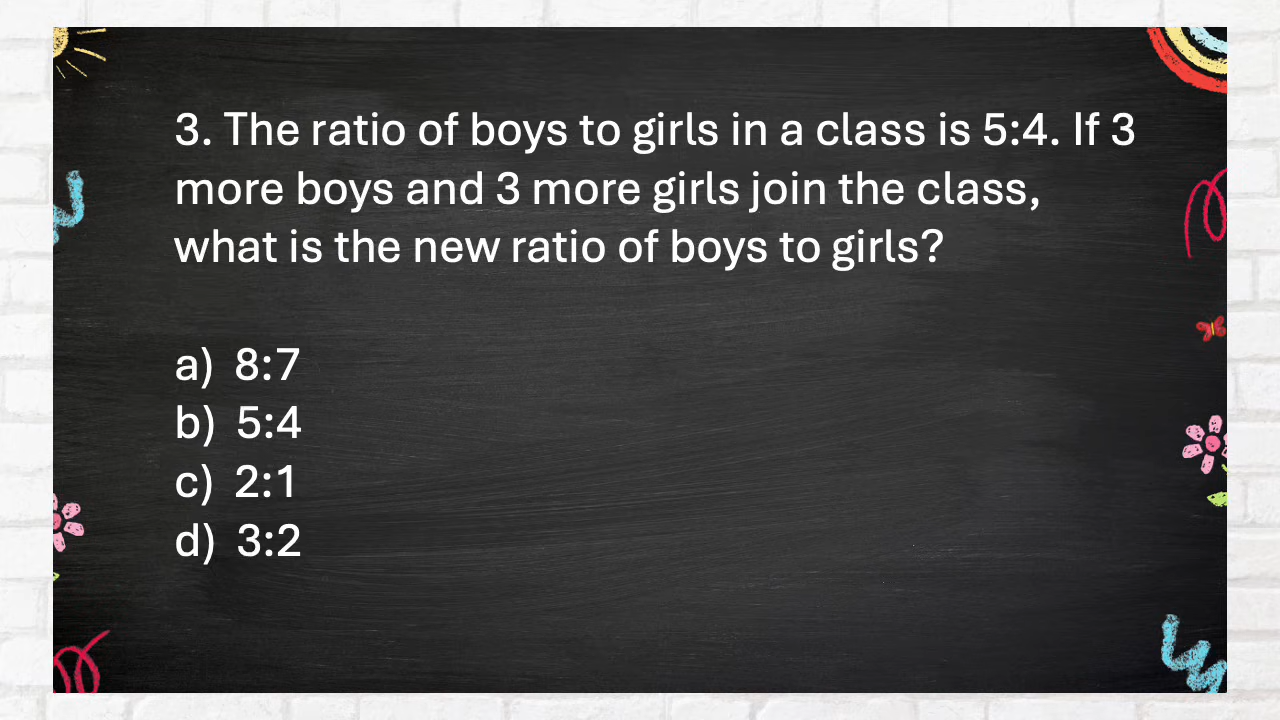 3. The ratio of boys to girls in a class is 5:4. If 3
more boys and 3 more girls join the class,
what is the new ratio of boys to girls?
a) 8:7
b) 5:4
c) 2:1
d) 3:2